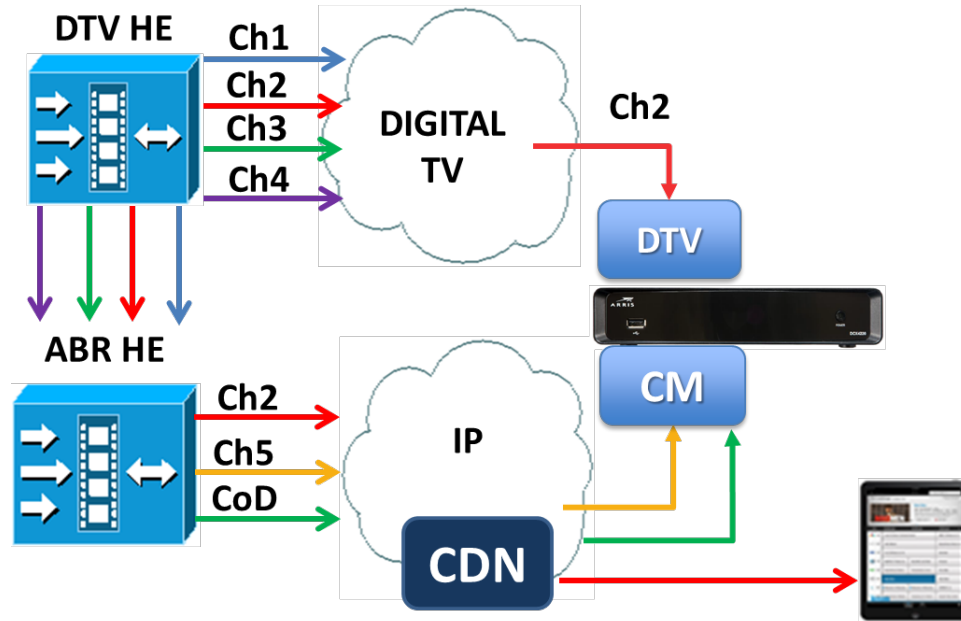 DTV HE
Ch1
Ch2
Ch3
Ch4
DIGITAL
TV
Ch2
DTV
ARRIS
ABR HE
Ch2
Ch5
CoD
IP
CM
CDN